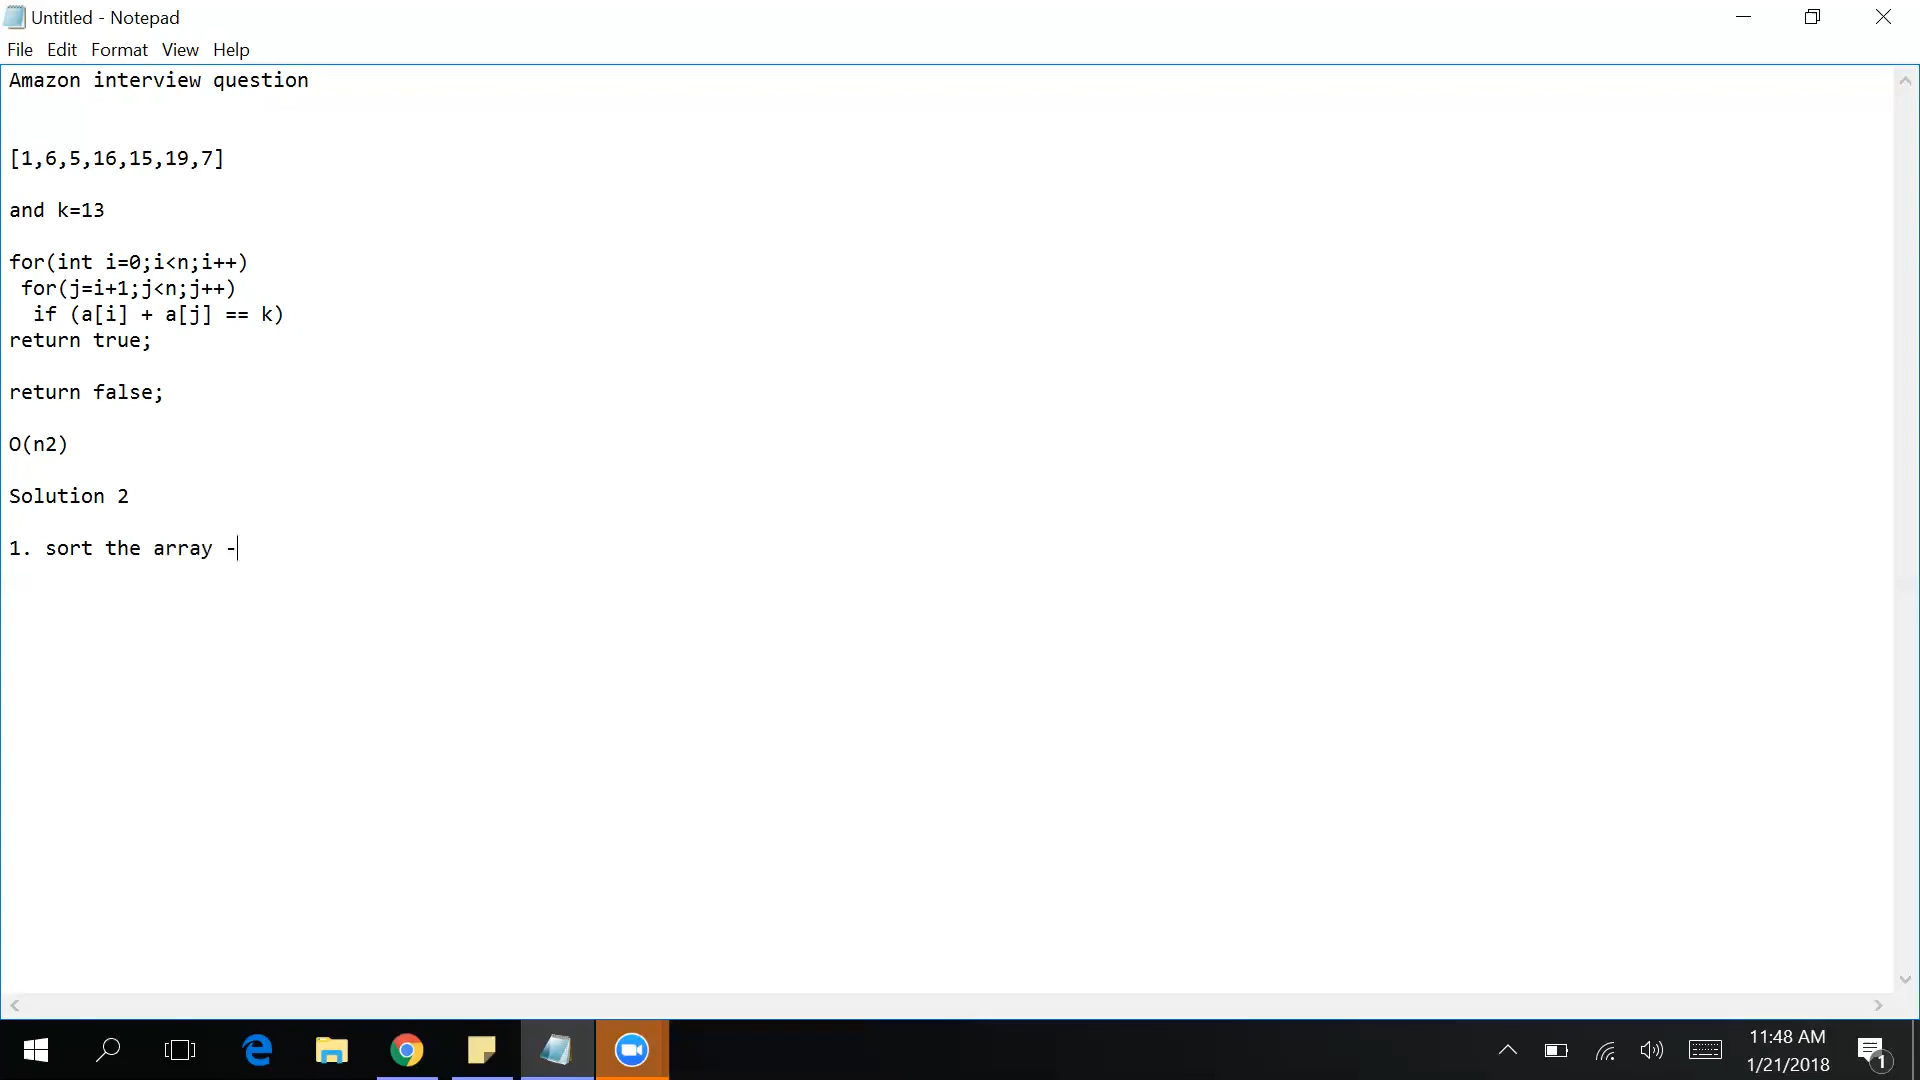 Untitled - Notepad
File Edit Format View Help
Amazon interview question
[1,6,5,16,15,19,7]
and k=13
for(int i=0;i<n;i++)
for(j=i+1;j<n;j++)
if (a[i] + a[j] == k)
return true;
return false;
O(n2)
Solution 2
1. sort the array -
11:48 AM
1/21/2018
1